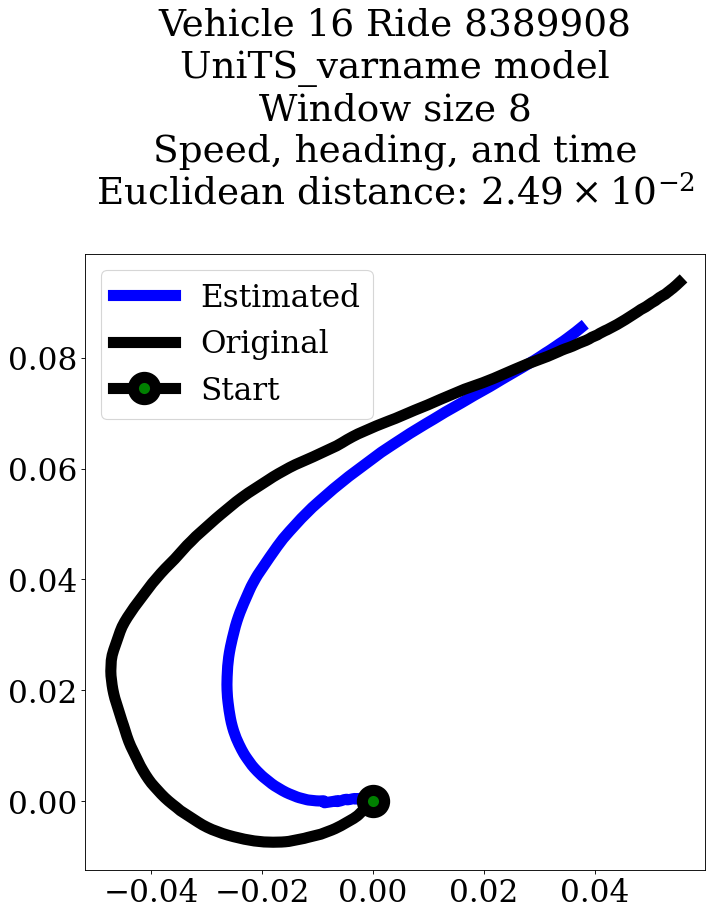 Vehicle 16 Ride 8389908
UniTS_varname model
Window size 8
Speed, heading, and time
Euclidean distance: 2.49 × 10⁻²
Estimated
Original
Start
0.08
0.06
0.04
0.02
0.00
−0.04 −0.02 0.00 0.02 0.04